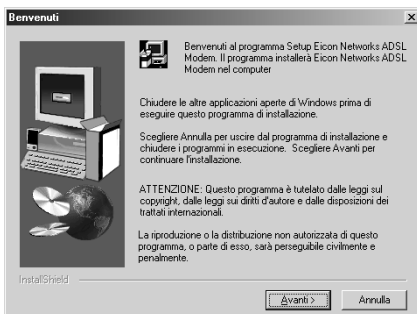 Benvenuti
Benvenuti al programma Setup Eicon Networks ADSL
Modem. Il programma installerà Eicon Networks ADSL
Modem nel computer
Chiudere le altre applicazioni aperte di Windows prima di
eseguire questo programma di installazione.
Scegliere Annulla per uscire dal programma di installazione e
chiudere i programmi in esecuzione. Scegliere Avanti per
continuare l'installazione.
ATTENZIONE: Questo programma è tutelato dalle leggi sul
copyright, dalle leggi sui diritti d'autore e dalle disposizioni dei
trattati internazionali.
La riproduzione o la distribuzione non autorizzata di questo
programma, o parte di esso, sarà perseguibile civilmente e
penalmente.
InstallShield
Avanti >
Annulla